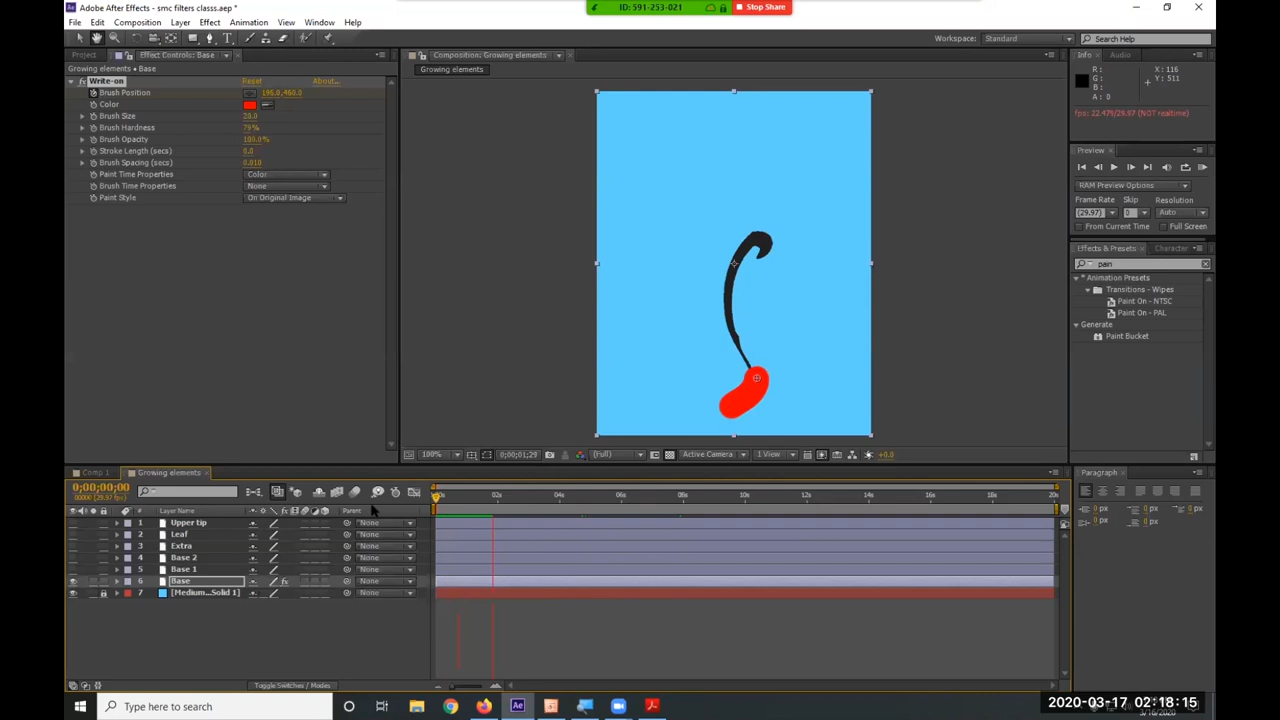 Adobe After Effects - smc filters classs.aep *
ID: 591-253-021
Stop Share
File Edit Composition Layer Effect Animation View Window Help
Workspace: Standard
Search Help
Project
Effect Controls: Base
Growing elements • Base
Write-on Reset About...
Brush Position 196.0,460.0
Color
Brush Size 28.0
Brush Hardness 79%
Brush Opacity 100.0%
Stroke Length (secs) 0.0
Brush Spacing (secs) 0.010
Paint Time Properties Color
Brush Time Properties None
Paint Style On Original Image
Composition: Growing elements
Growing elements
100% 0;00;01;29 (Full) Active Camera 1 View +0.0
Info Audio
R: X: 116
G: Y: 511
B:
A: 0
fps: 22.479/29.97 (NOT realtime)
Preview
RAM Preview Options
Frame Rate Skip Resolution
(29.97) 0 Auto
From Current Time Full Screen
Effects & Presets Character
pain
* Animation Presets
Transitions - Wipes
Paint On - NTSC
Paint On - PAL
Generate
Paint Bucket
Comp 1 Growing elements
0;00;00;00
00000 (29.97 fps)
02s 04s 06s 08s 10s 12s 14s 16s 18s 20s
# Layer Name Parent
1 Upper tip None
2 Leaf None
3 Extra None
4 Base 2 None
5 Base 1 None
6 Base None
7 [Medium...Solid 1] None
Toggle Switches / Modes
Paragraph
0 px 0 px
0 px 0 px
0 px
Type here to search
2020-03-17 02:18:15